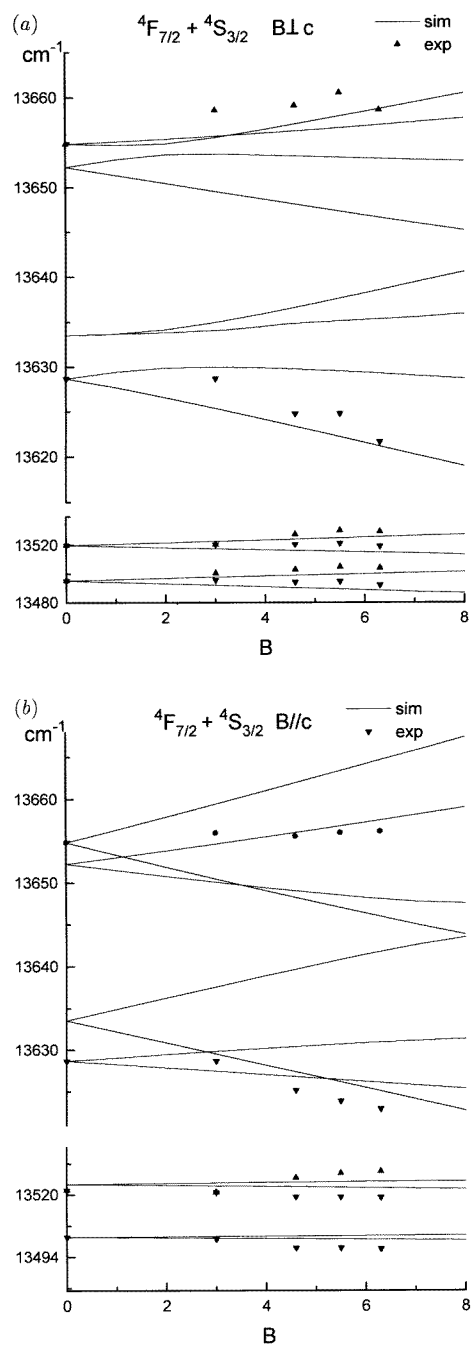 (a) ⁴F₇/₂ + ⁴S₃/₂ B⊥c
sim
exp
cm⁻¹
13660
13650
13640
13630
13620
13520
13480
0 2 4 6 8
B
(b) ⁴F₇/₂ + ⁴S₃/₂ B//c
sim
exp
cm⁻¹
13660
13650
13640
13630
13520
13494
0 2 4 6 8
B